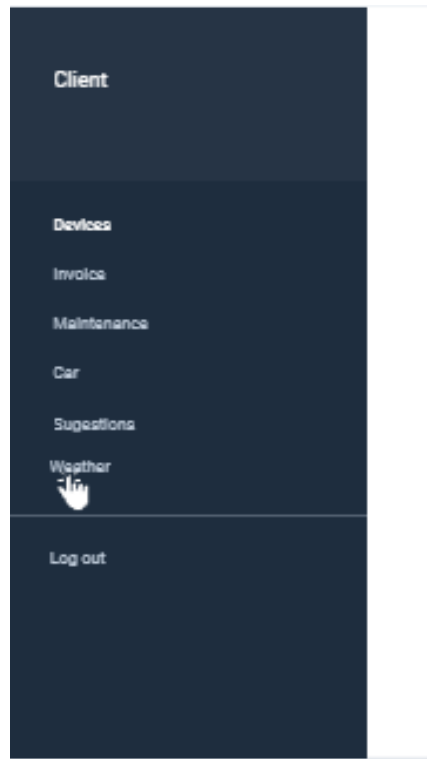 Client
Devices
Invoice
Maintenance
Car
Sugestions
Weather
Log out